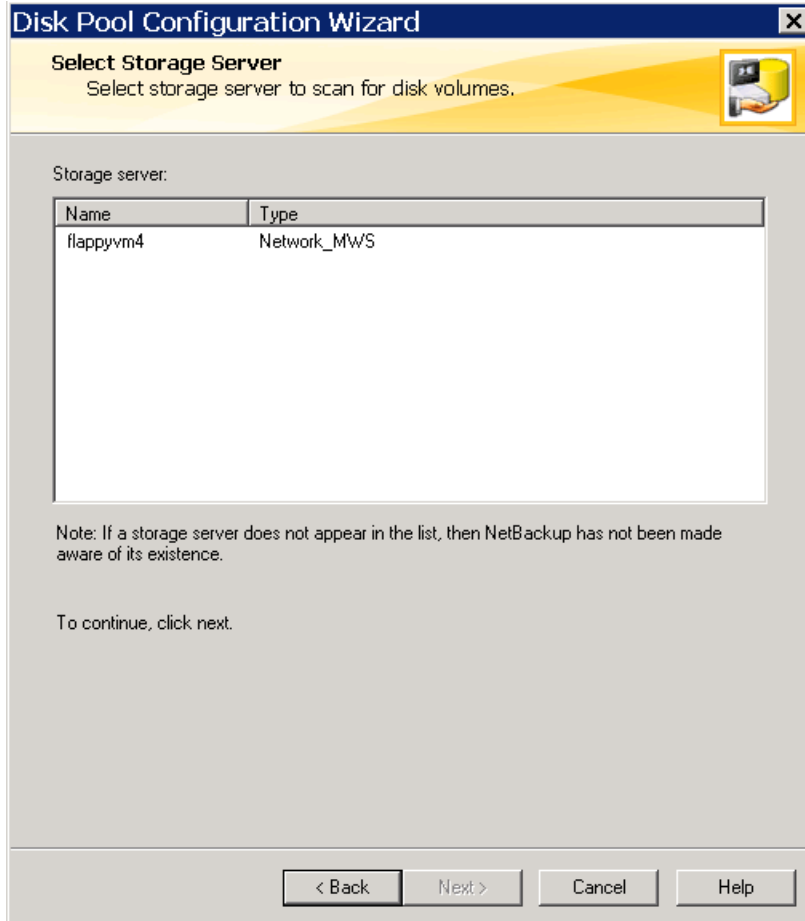 Disk Pool Configuration Wizard
Select Storage Server
Select storage server to scan for disk volumes.
Storage server:
Name Type
flappyvm4 Network_MWS
Note: If a storage server does not appear in the list, then NetBackup has not been made
aware of its existence.
To continue, click next.
< Back Next > Cancel Help